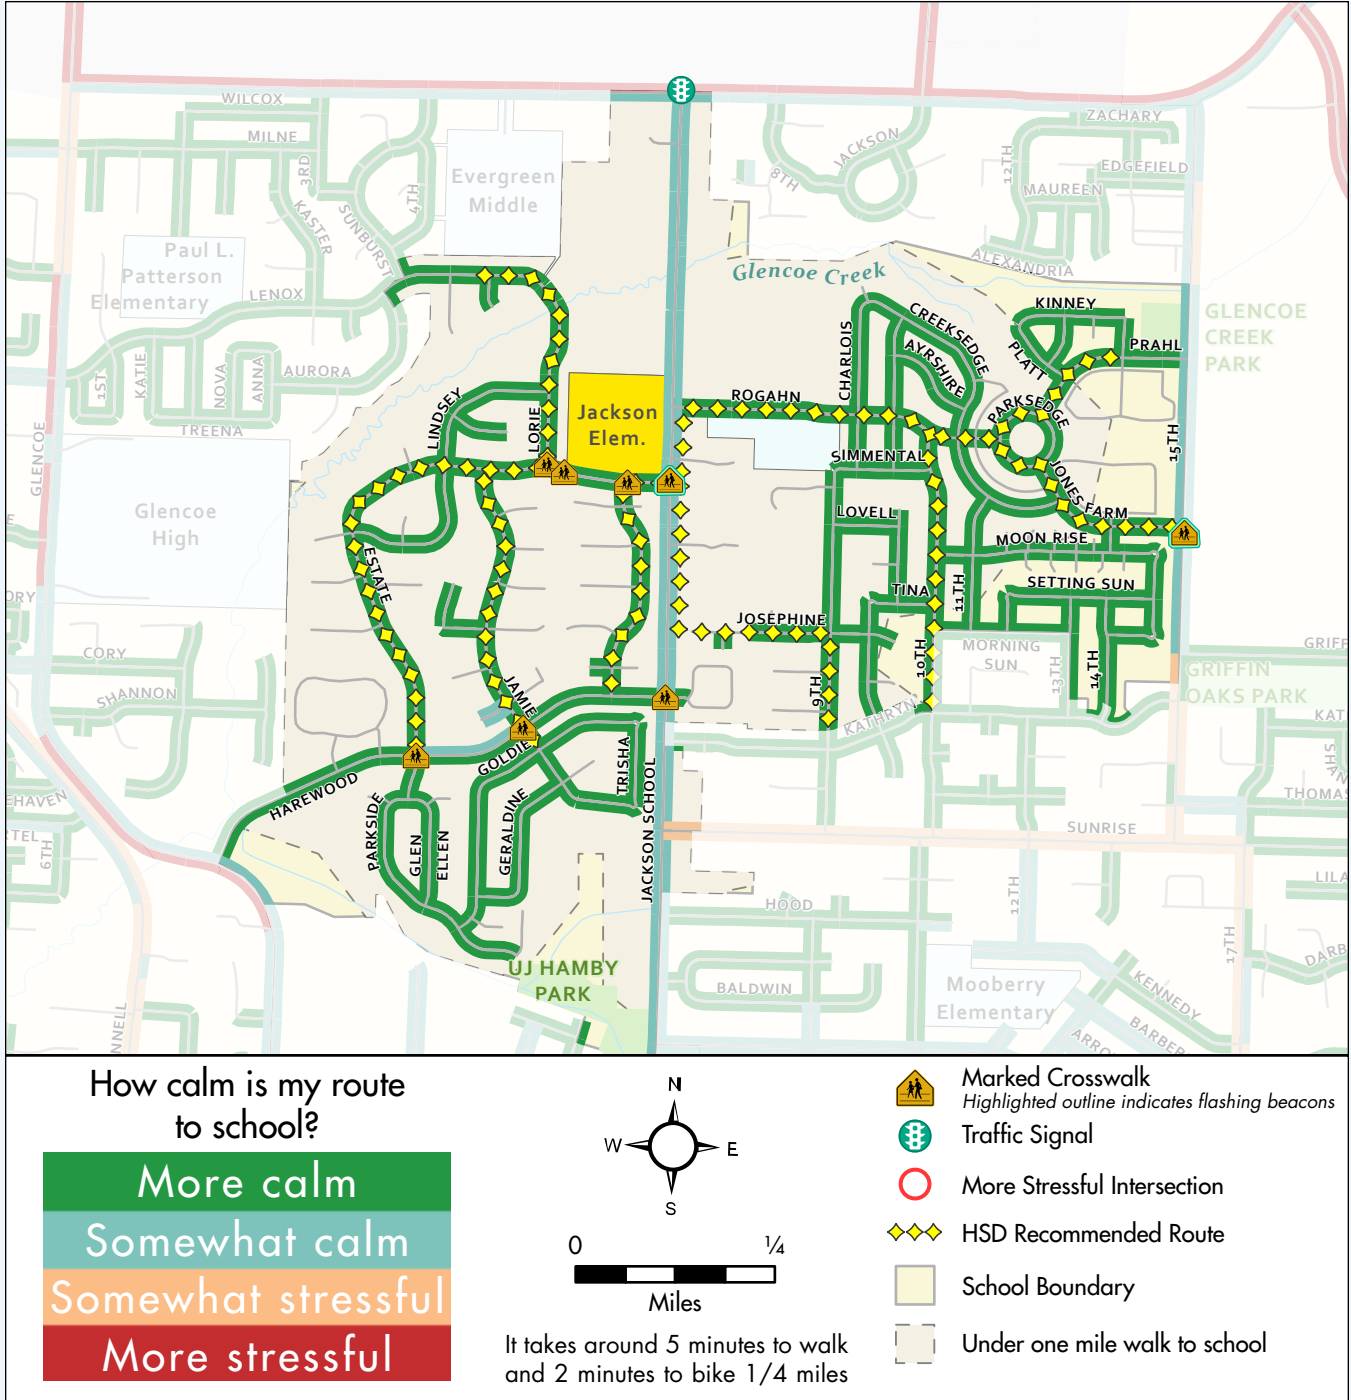 WILCOX
MILNE
3RD
4TH
KASTER
SUNBURST
Evergreen
Middle
Paul L.
Patterson
Elementary
LENOX
1ST
KATIE
NOVA
ANNA
AURORA
TREENA
GLENCOE
Glencoe
High
LINDSEY
LORIE
Jackson
Elem.
Glencoe Creek
8TH
JACKSON
12TH
ZACHARY
EDGEFIELD
MAUREEN
ALEXANDRIA
GLENCOE
CREEK
PARK
KINNEY
PLATT
PRAHL
CREEKSEDGE
AYRSHIRE
CHARLOIS
ROGAHN
PARKSEDGE
SIMMENTAL
JONES FARM
15TH
LOVELL
MOON RISE
SETTING SUN
TINA
11TH
JOSEPHINE
10TH
MORNING
SUN
13TH
14TH
9TH
KATHRYN
GRIFF
GRIFFIN
OAKS PARK
KAT
SHAN
THOMAS
ORY
CORY
SHANNON
ESTATE
JAMIE
GOLDIE
TRISHA
HAREWOOD
PARKSIDE
GLEN
ELLEN
GERALDINE
JACKSON SCHOOL
EHAVEN
RTEL
6TH
NNELL
UJ HAMBY
PARK
SUNRISE
HOOD
12TH
BALDWIN
Mooberry
Elementary
KENNEDY
BARBER
ARRO
17TH
LILA
DARB
How calm is my route
to school?
More calm
Somewhat calm
Somewhat stressful
More stressful
N
W
E
S
0 1/4
Miles
It takes around 5 minutes to walk
and 2 minutes to bike 1/4 miles
Marked Crosswalk
Highlighted outline indicates flashing beacons
Traffic Signal
More Stressful Intersection
HSD Recommended Route
School Boundary
Under one mile walk to school